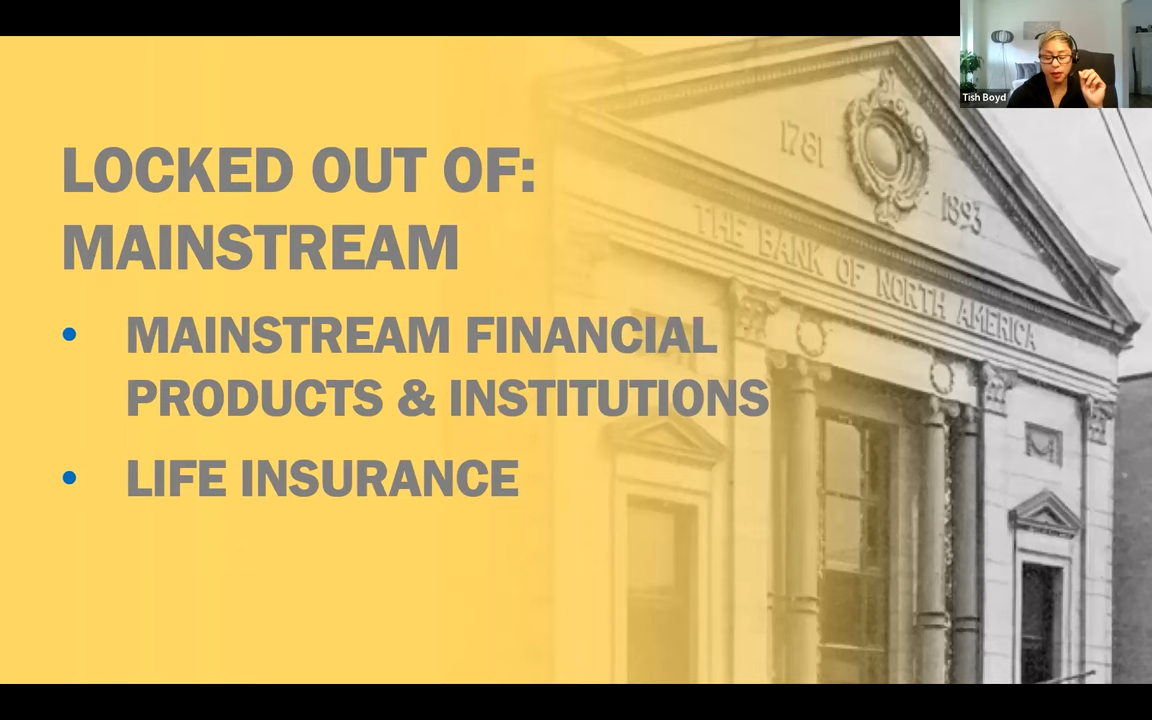 Tish Boyd
LOCKED OUT OF:
MAINSTREAM
• MAINSTREAM FINANCIAL
PRODUCTS & INSTITUTIONS
• LIFE INSURANCE
1781
1893
THE BANK OF NORTH AMERICA